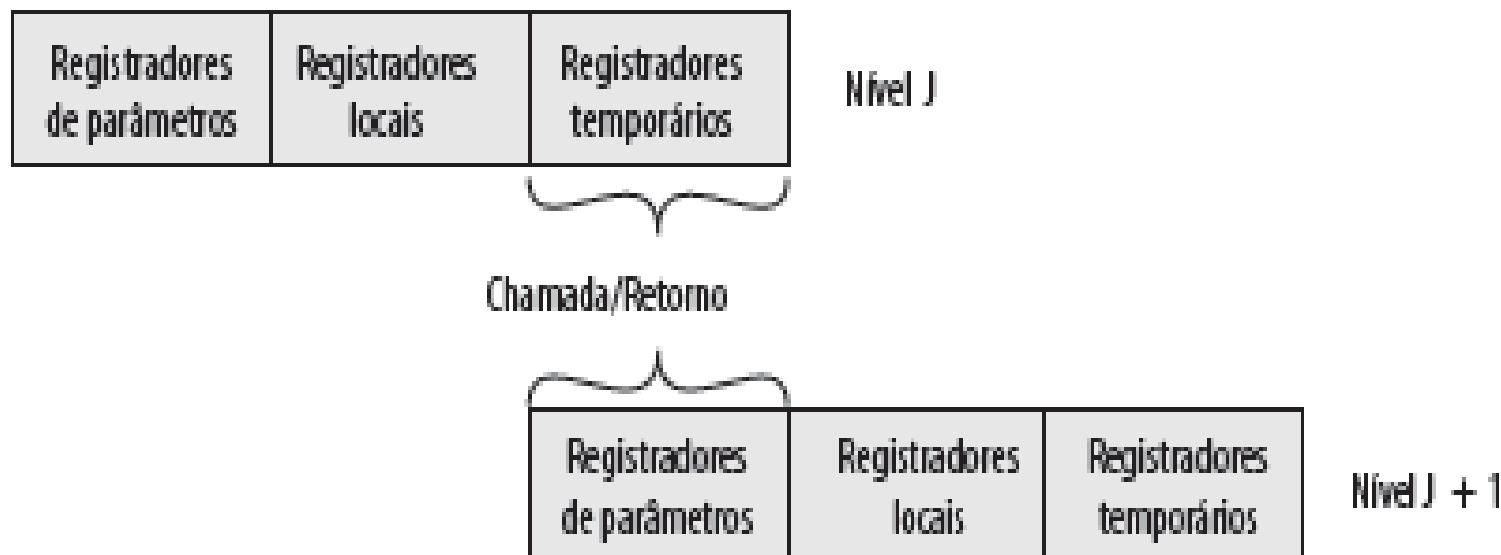 Registradores
de parâmetros
Registradores
locais
Registradores
temporários
Nível J
Chamada/Retorno
Registradores
de parâmetros
Registradores
locais
Registradores
temporários
Nível J + 1